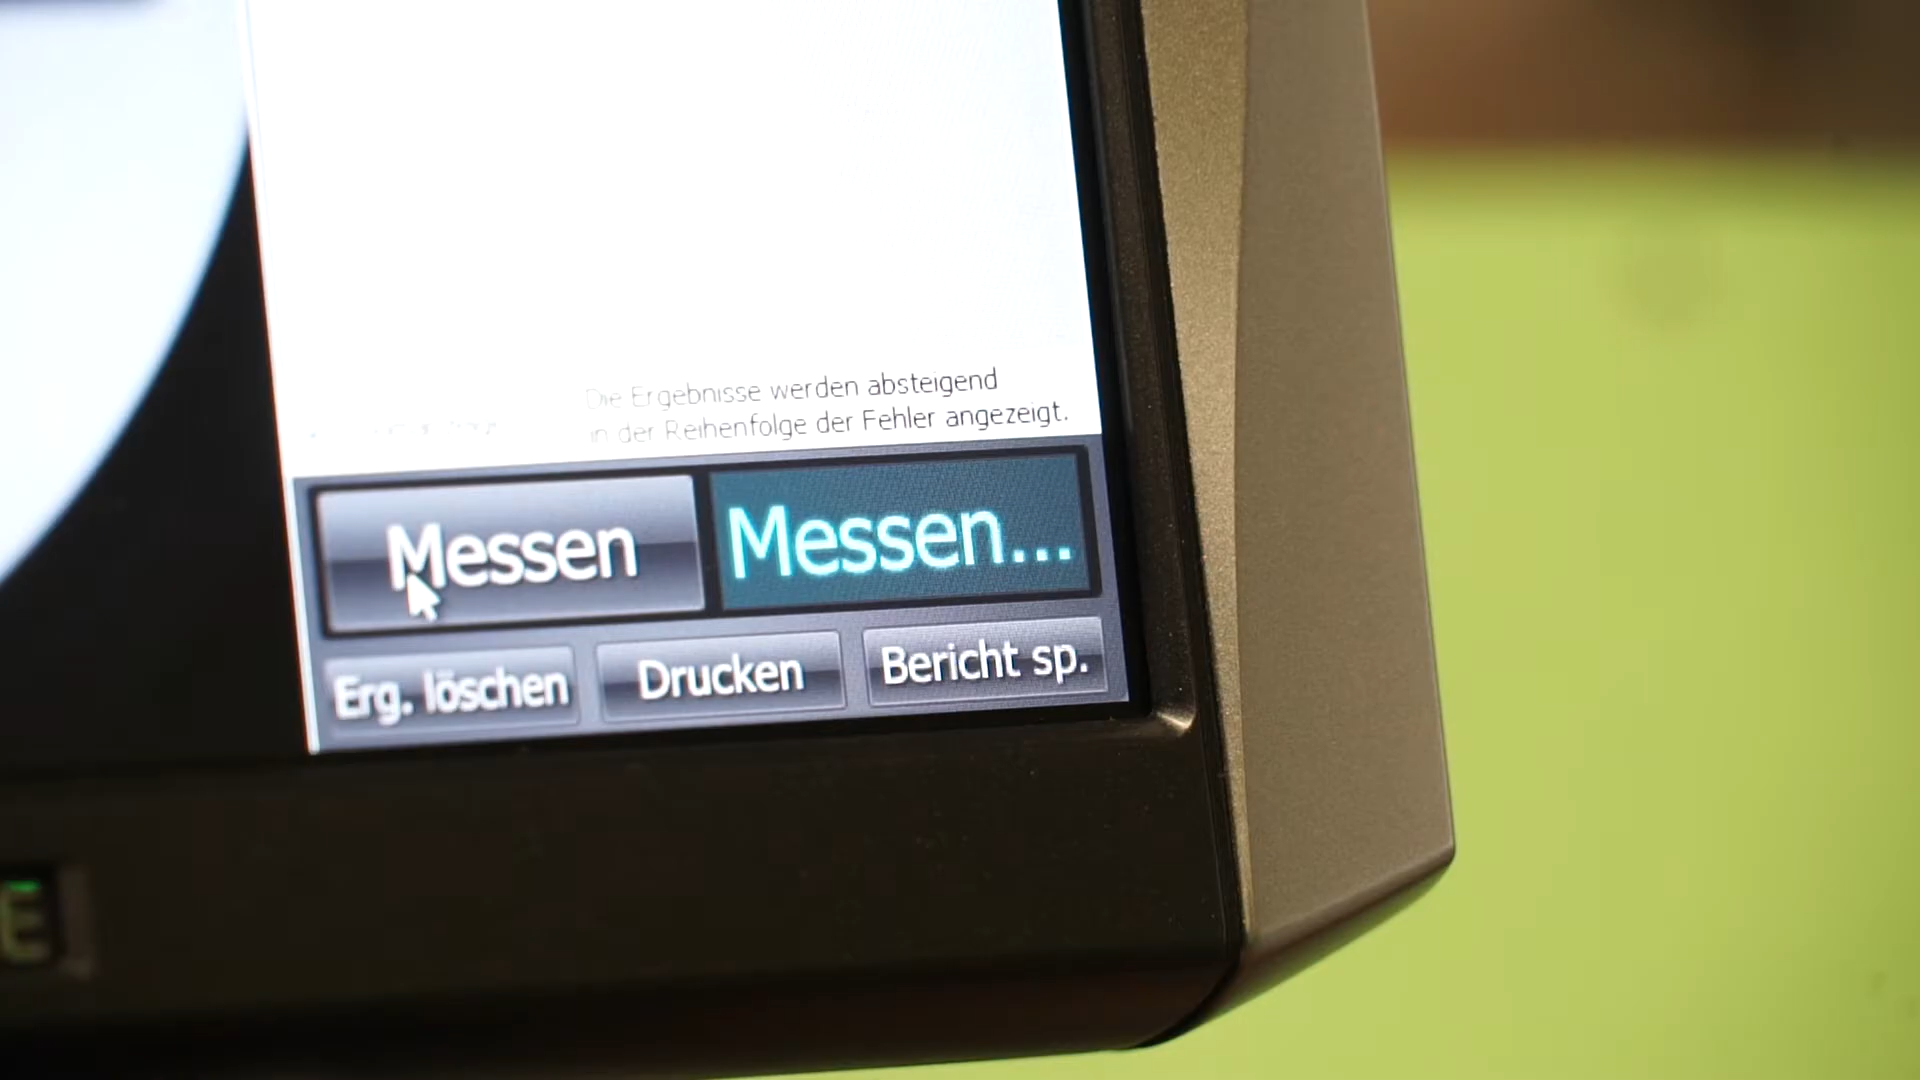 Die Ergebnisse werden absteigend
in der Reihenfolge der Fehler angezeigt.
Messen
Messen...
Erg. löschen
Drucken
Bericht sp.
E